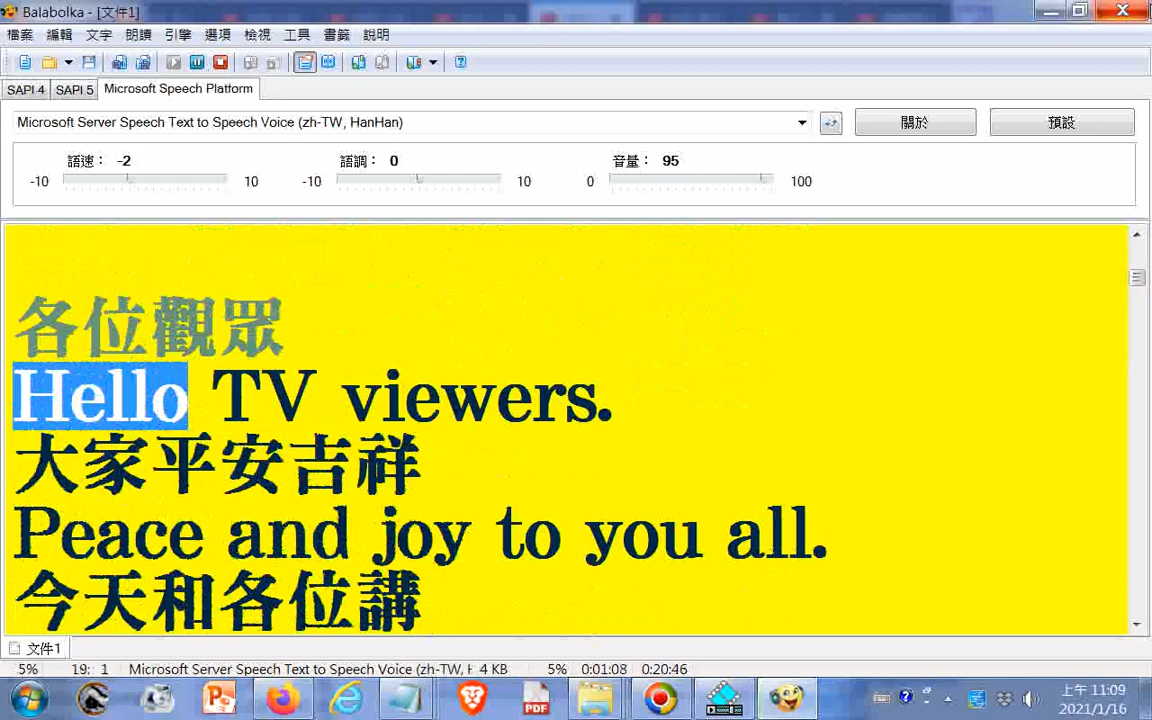 Balabolka - [文件1]
檔案 編輯 文字 朗讀 引擎 選項 檢視 工具 書籤 說明
SAPI 4 SAPI 5 Microsoft Speech Platform
Microsoft Server Speech Text to Speech Voice (zh-TW, HanHan) 關於 預設
語速： -2 語調： 0 音量： 95
-10 10 -10 10 0 100
各位觀眾
Hello TV viewers.
大家平安吉祥
Peace and joy to you all.
今天和各位講
文件1
5% 19: 1 Microsoft Server Speech Text to Speech Voice (zh-TW, H 4 KB 5% 0:01:08 0:20:46
PDF
上午 11:09
2021/1/16